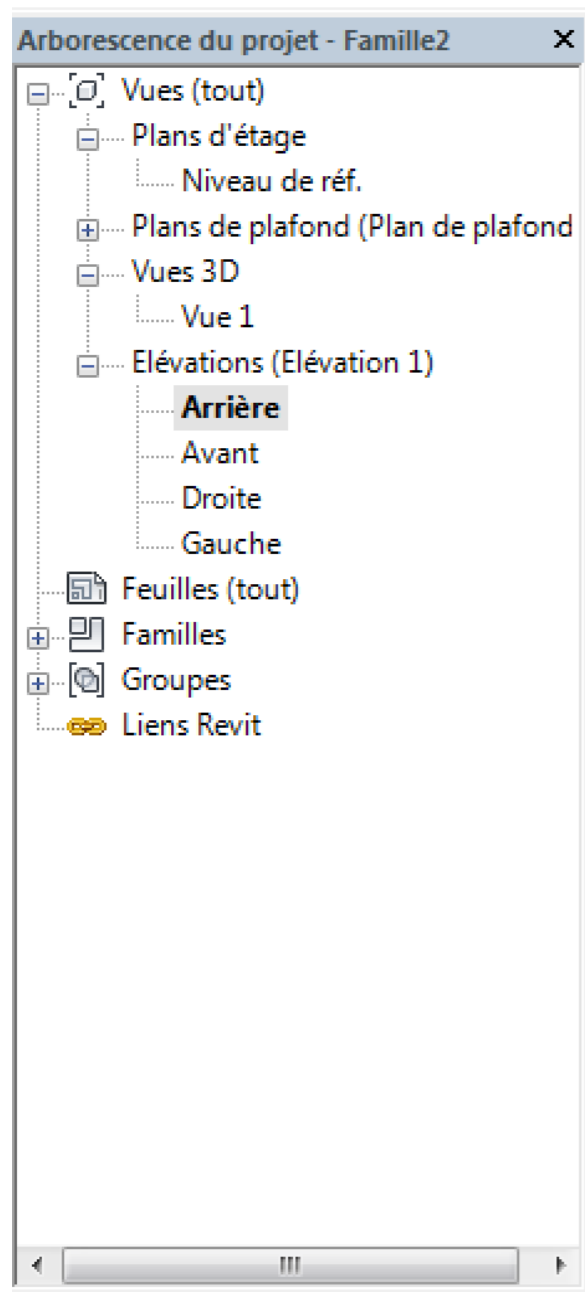 Arborescence du projet - Famille2
Vues (tout)
Plans d'étage
Niveau de réf.
Plans de plafond (Plan de plafond
Vues 3D
Vue 1
Elévations (Elévation 1)
Arrière
Avant
Droite
Gauche
Feuilles (tout)
Familles
Groupes
Liens Revit